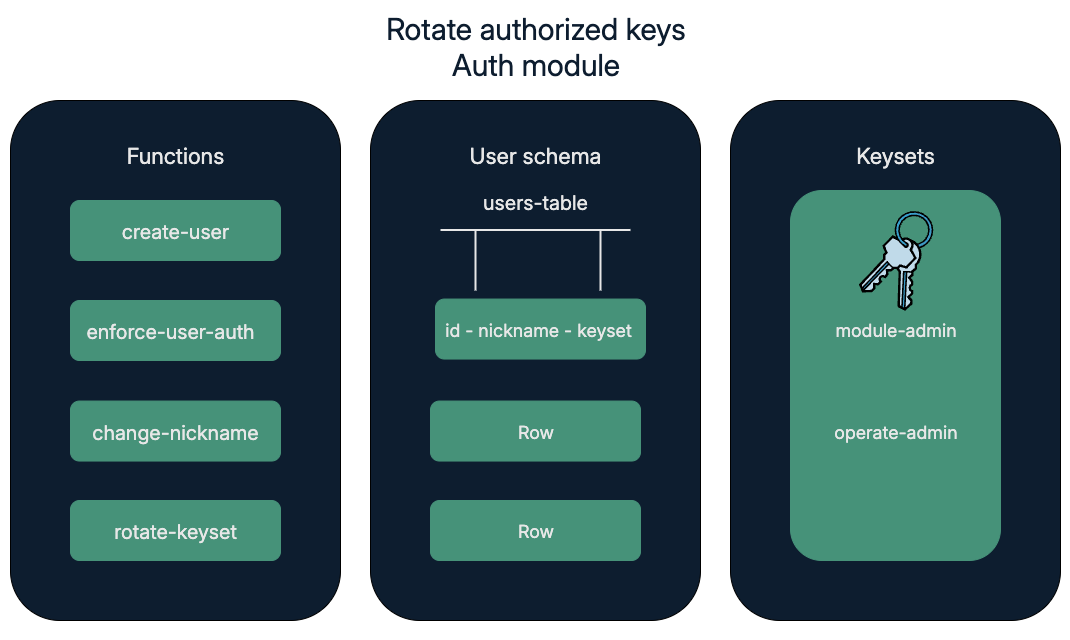 Rotate authorized keys
Auth module
Functions
create-user
enforce-user-auth
change-nickname
rotate-keyset
User schema
users-table
id - nickname - keyset
Row
Row
Keysets
module-admin
operate-admin